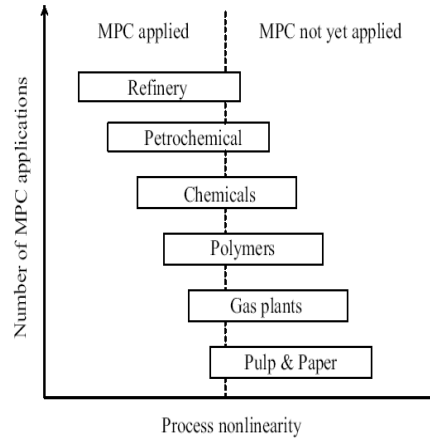 MPC applied
MPC not yet applied
Refinery
Petrochemical
Chemicals
Polymers
Gas plants
Pulp & Paper
Number of MPC applications
Process nonlinearity